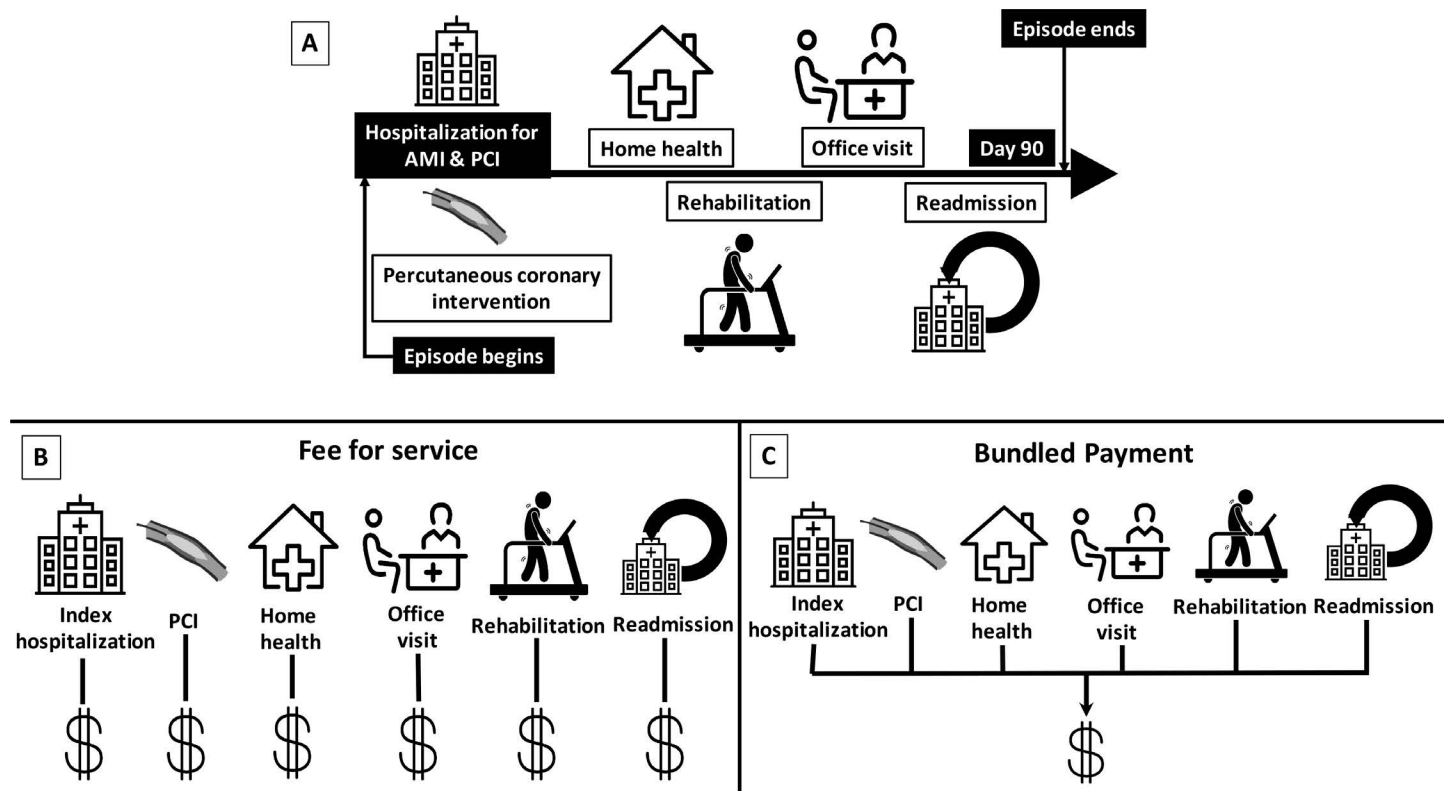 A
Episode ends
Hospitalization for
AMI & PCI
Home health
Office visit
Day 90
Rehabilitation
Readmission
Percutaneous coronary
intervention
Episode begins
B
Fee for service
Index
hospitalization
PCI
Home
health
Office
visit
Rehabilitation
Readmission
$ $ $ $ $ $
C
Bundled Payment
Index
hospitalization
PCI
Home
health
Office
visit
Rehabilitation
Readmission
$